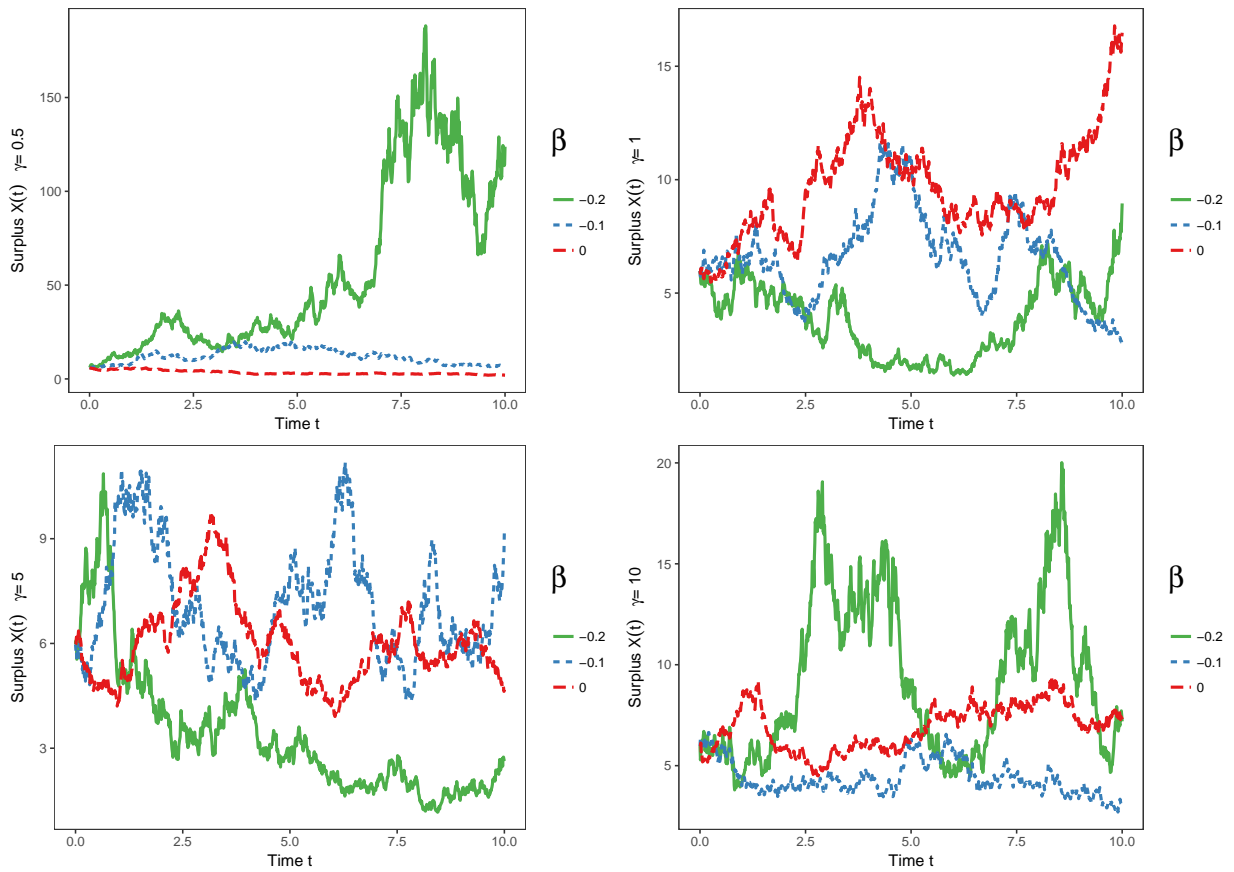 Surplus X(t) γ= 0.5
150
100
50
0
0.0 2.5 5.0 7.5 10.0
Time t
β
−0.2
−0.1
0
Surplus X(t) γ= 1
15
10
5
0.0 2.5 5.0 7.5 10.0
Time t
β
−0.2
−0.1
0
Surplus X(t) γ= 5
9
6
3
0.0 2.5 5.0 7.5 10.0
Time t
β
−0.2
−0.1
0
Surplus X(t) γ= 10
20
15
10
5
0.0 2.5 5.0 7.5 10.0
Time t
β
−0.2
−0.1
0